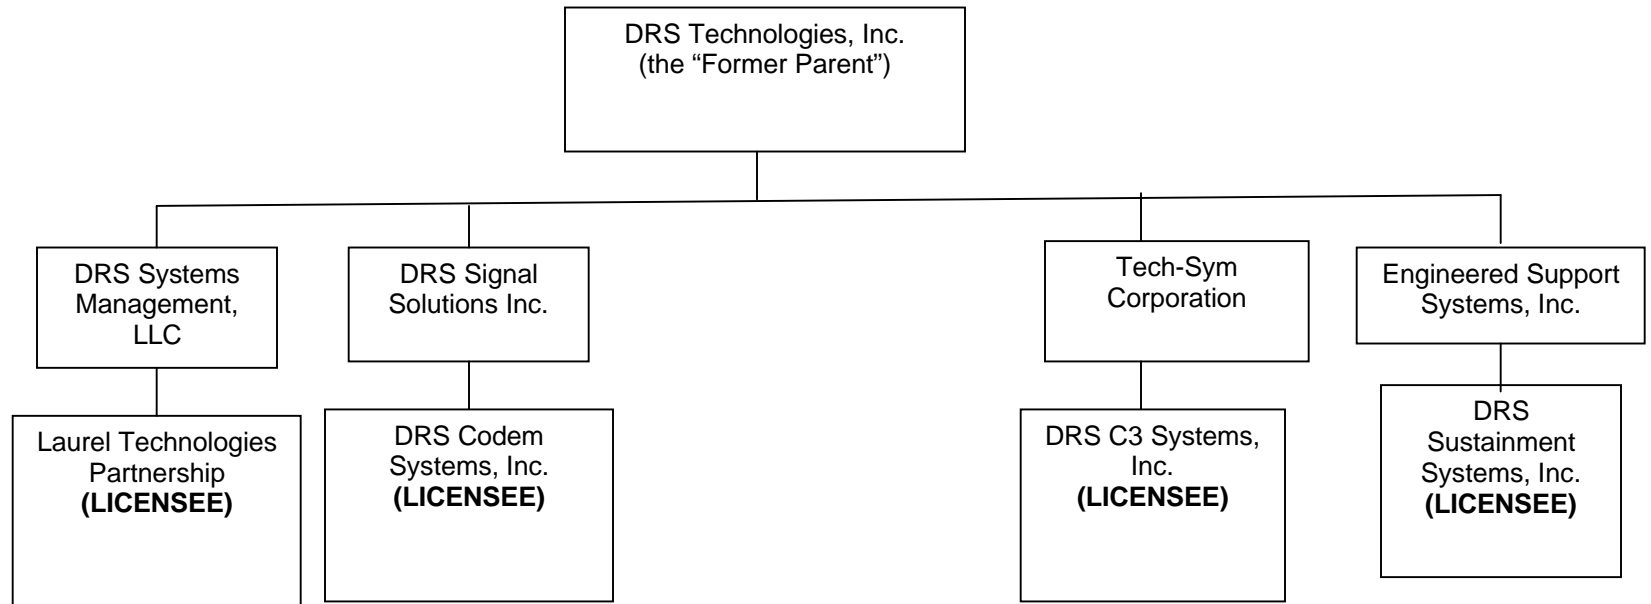 DRS Technologies, Inc.
(the “Former Parent”)
DRS Systems
Management,
LLC
DRS Signal
Solutions Inc.
Tech-Sym
Corporation
Engineered Support
Systems, Inc.
Laurel Technologies
Partnership
(LICENSEE)
DRS Codem
Systems, Inc.
(LICENSEE)
DRS C3 Systems,
Inc.
(LICENSEE)
DRS
Sustainment
Systems, Inc.
(LICENSEE)